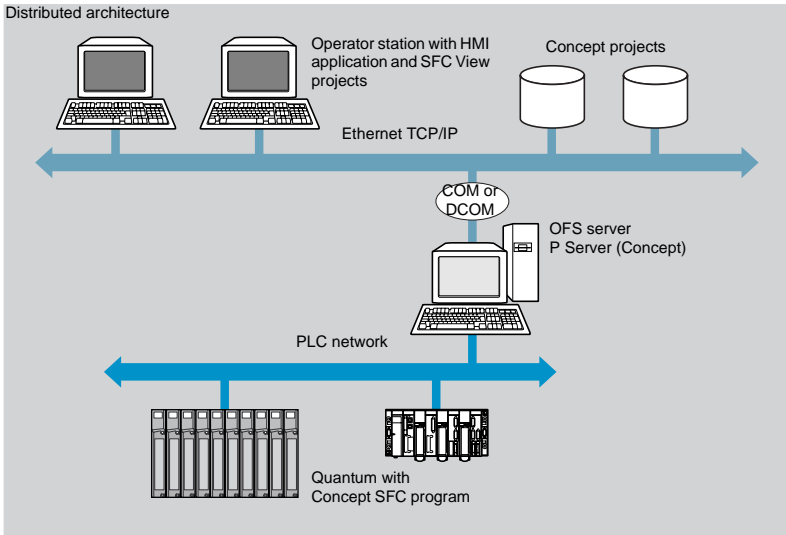 Distributed architecture
Operator station with HMI
application and SFC View
projects
Concept projects
Ethernet TCP/IP
COM or
DCOM
OFS server
P Server (Concept)
PLC network
Quantum with
Concept SFC program